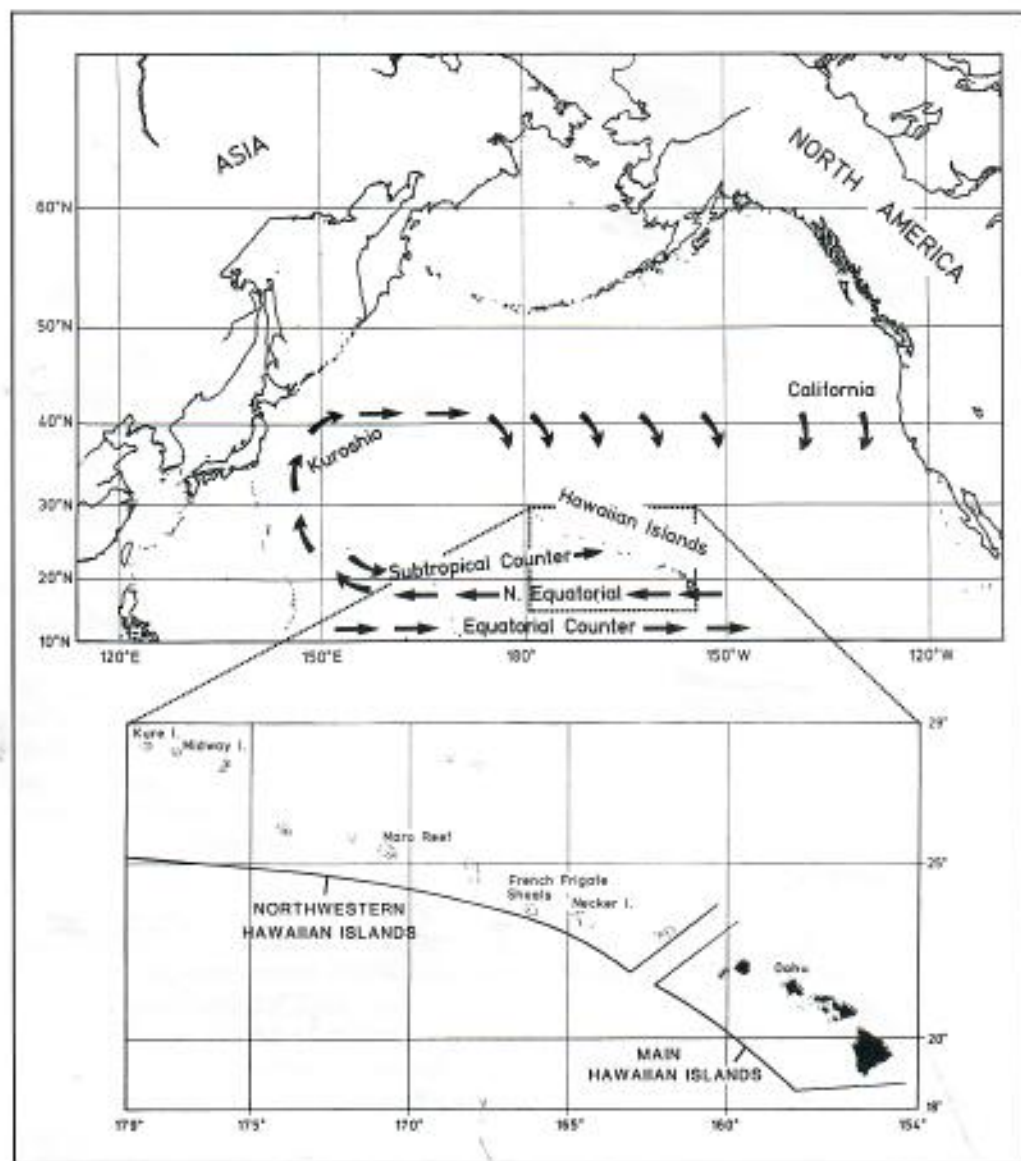 ASIA
NORTH
AMERICA
60°N
50°N
California
40°N
Kuroshio
30°N
Hawaiian Islands
Subtropical Counter
20°N
N. Equatorial
Equatorial Counter
10°N
120°E
150°E
180°
150°W
120°W
29°
Kure I.
Midway I.
Maro Reef
25°
French Frigate
Shoals
Necker I.
NORTHWESTERN
HAWAIIAN ISLANDS
Oahu
20°
MAIN
HAWAIIAN ISLANDS
18°
179°
175°
170°
165°
160°
154°